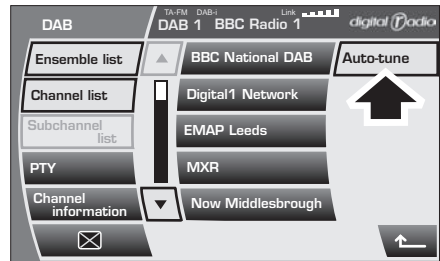 DAB
TA-FM DAB-i Link
DAB 1 BBC Radio 1
digital radio
Ensemble list
Channel list
Subchannel
list
PTY
Channel
information
BBC National DAB
Digital1 Network
EMAP Leeds
MXR
Now Middlesbrough
Auto-tune